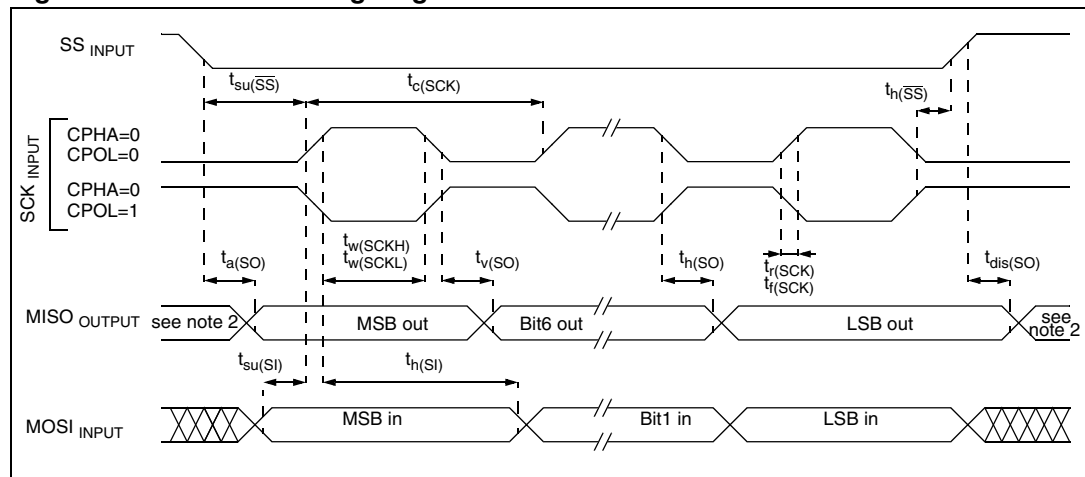 SS INPUT
tsu(SS)
tc(SCK)
th(SS)
SCK INPUT
CPHA=0
CPOL=0
CPHA=0
CPOL=1
ta(SO)
tw(SCKH)
tw(SCKL)
tv(SO)
th(SO)
tr(SCK)
tf(SCK)
tdis(SO)
MISO OUTPUT
see note 2
MSB out
Bit6 out
LSB out
see
note 2
tsu(SI)
th(SI)
MOSI INPUT
MSB in
Bit1 in
LSB in